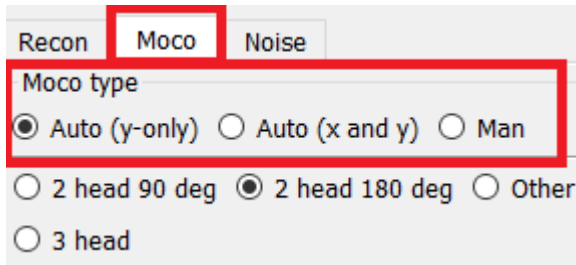 Recon Moco Noise
Moco type
Auto (y-only) Auto (x and y) Man
2 head 90 deg 2 head 180 deg Other
3 head